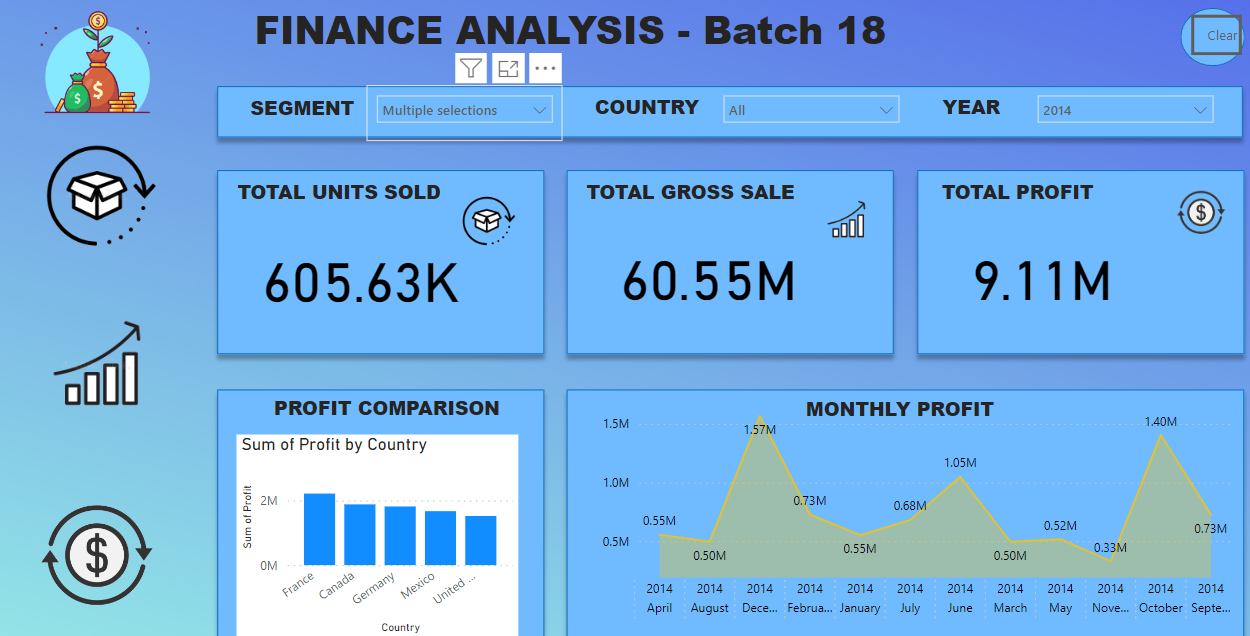 FINANCE ANALYSIS - Batch 18
Clear
SEGMENT
Multiple selections
COUNTRY
All
YEAR
2014
TOTAL UNITS SOLD
605.63K
TOTAL GROSS SALE
60.55M
TOTAL PROFIT
9.11M
PROFIT COMPARISON
Sum of Profit by Country
Sum of Profit
2M
0M
France
Canada
Germany
Mexico
United ...
Country
MONTHLY PROFIT
1.5M
1.0M
0.5M
0.55M
0.50M
1.57M
0.73M
0.55M
0.68M
1.05M
0.50M
0.52M
0.33M
1.40M
0.73M
2014 2014 2014 2014 2014 2014 2014 2014 2014 2014 2014 2014
April August Dece... Februa... January July June March May Nove... October Septe...
$
$
$
$
$